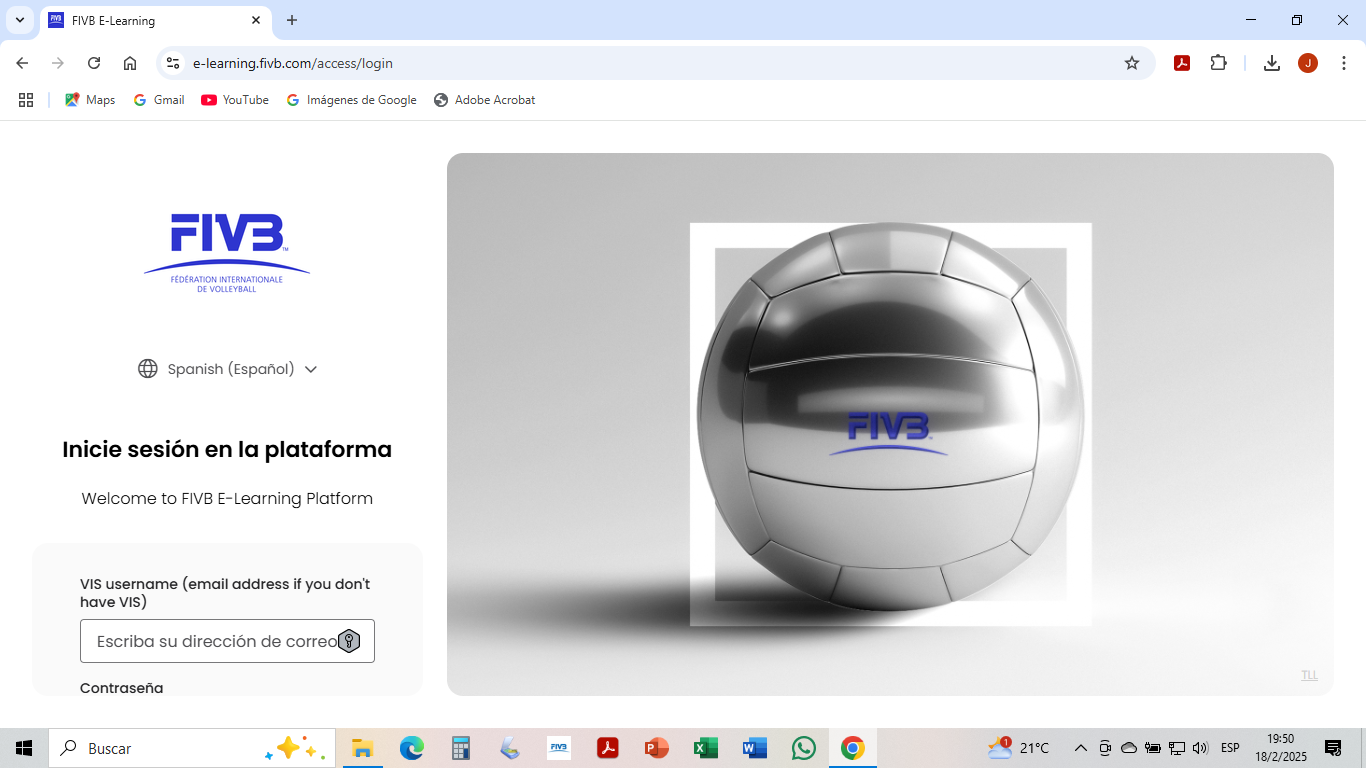 FIVB E-Learning
e-learning.fivb.com/access/login
J
Maps
Gmail
YouTube
Imágenes de Google
Adobe Acrobat
FIVB™
FÉDÉRATION INTERNATIONALE
DE VOLLEYBALL
Spanish (Español)
Inicie sesión en la plataforma
Welcome to FIVB E-Learning Platform
VIS username (email address if you don't
have VIS)
Escriba su dirección de correo
Contraseña
FIVB
TLL
Buscar
FIVB
1
21°C
ESP
19:50
18/2/2025